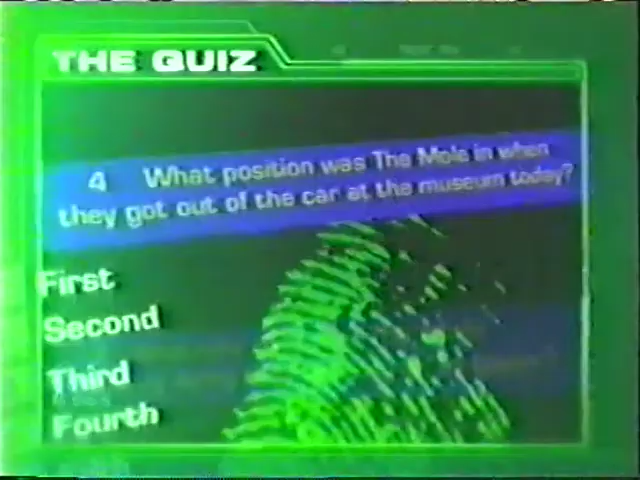 THE QUIZ
4 What position was The Mole in when
they got out of the car at the museum today?
First
Second
Third
Fourth